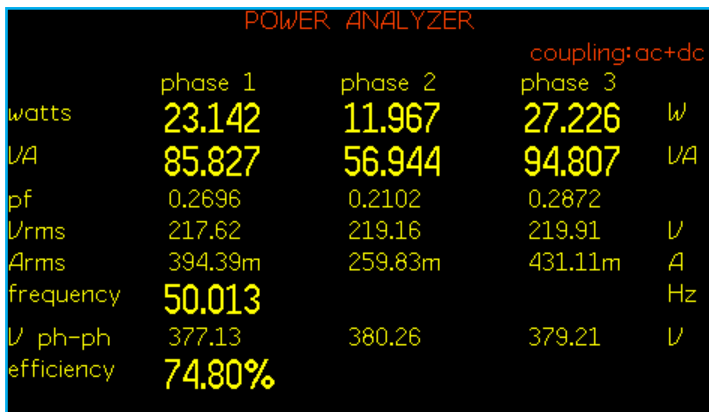 POWER ANALYZER
coupling:ac+dc
phase 1 phase 2 phase 3
watts 23.142 11.967 27.226 W
VA 85.827 56.944 94.807 VA
pf 0.2696 0.2102 0.2872
Vrms 217.62 219.16 219.91 V
Arms 394.39m 259.83m 431.11m A
frequency 50.013 Hz
V ph-ph 377.13 380.26 379.21 V
efficiency 74.80%